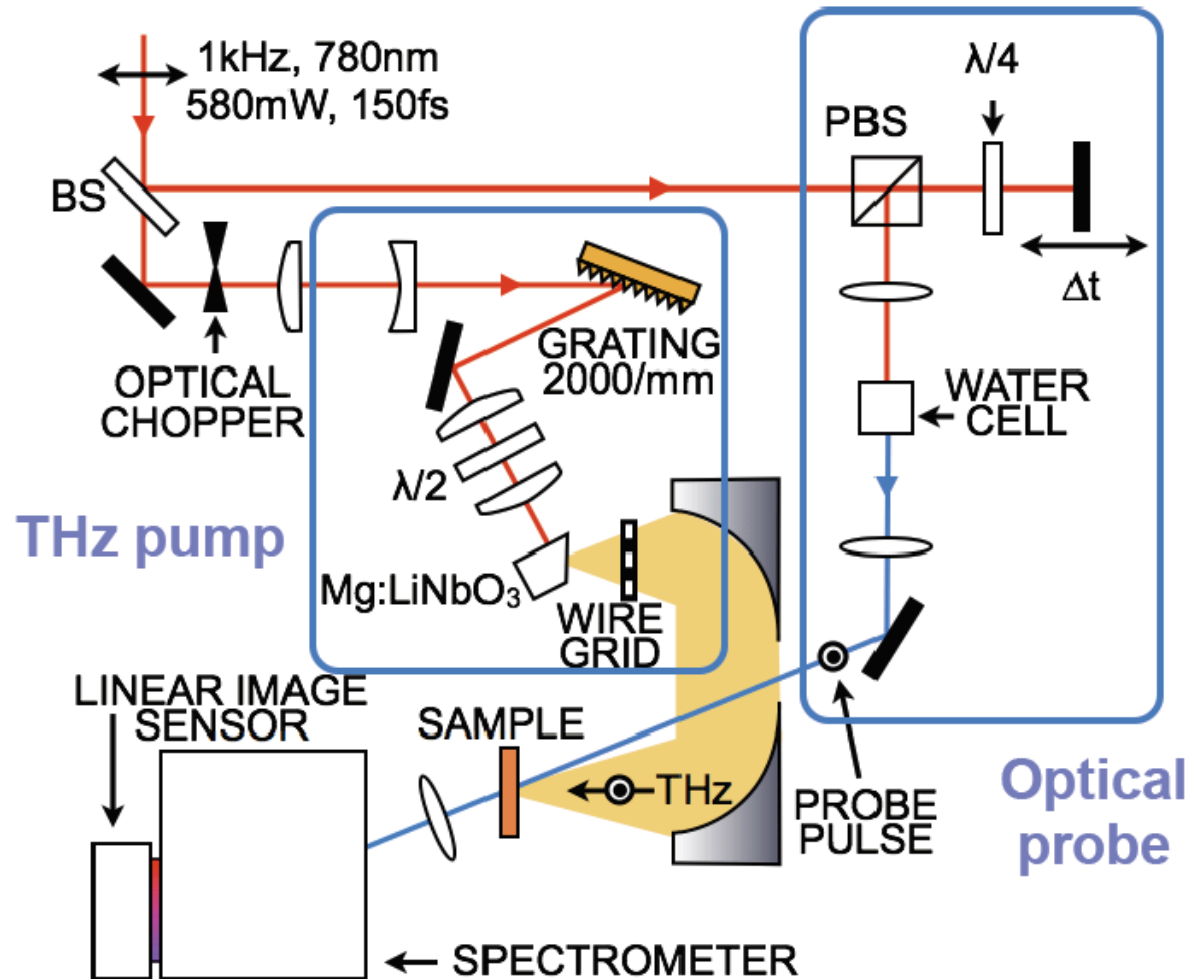 1kHz, 780nm
580mW, 150fs
λ/4
PBS
BS
Δt
OPTICAL
CHOPPER
GRATING
2000/mm
WATER
CELL
λ/2
THz pump
Mg:LiNbO₃
WIRE
GRID
LINEAR IMAGE
SENSOR
SAMPLE
THz
PROBE
PULSE
Optical
probe
SPECTROMETER